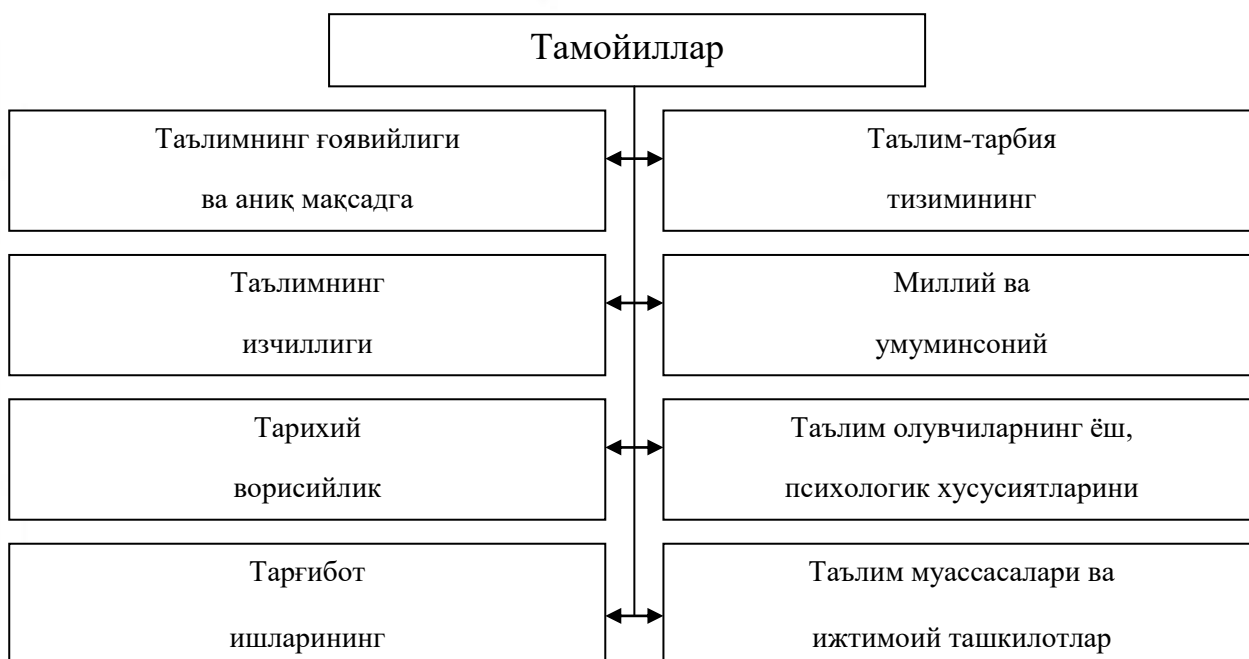 Тамойиллар
Таълимнинг ғоявийлиги
ва аниқ мақсадга
Таълим-тарбия
тизимининг
Таълимнинг
изчиллиги
Миллий ва
умуминсоний
Тарихий
ворисийлик
Таълим олувчиларнинг ёш,
психологик хусусиятларини
Тарғибот
ишларининг
Таълим муассасалари ва
ижтимоий ташкилотлар